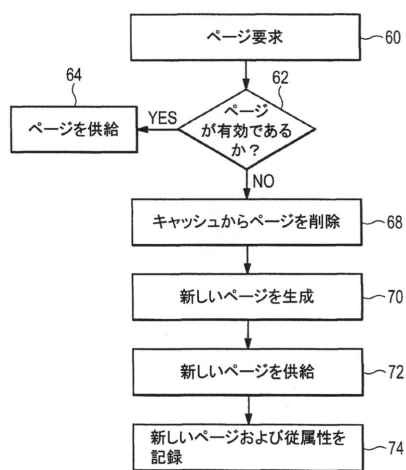 ページ要求
60
64
62
ページを供給
YES
ページ
が有効である
か？
NO
キャッシュからページを削除
68
新しいページを生成
70
新しいページを供給
72
新しいページおよび従属性を
記録
74